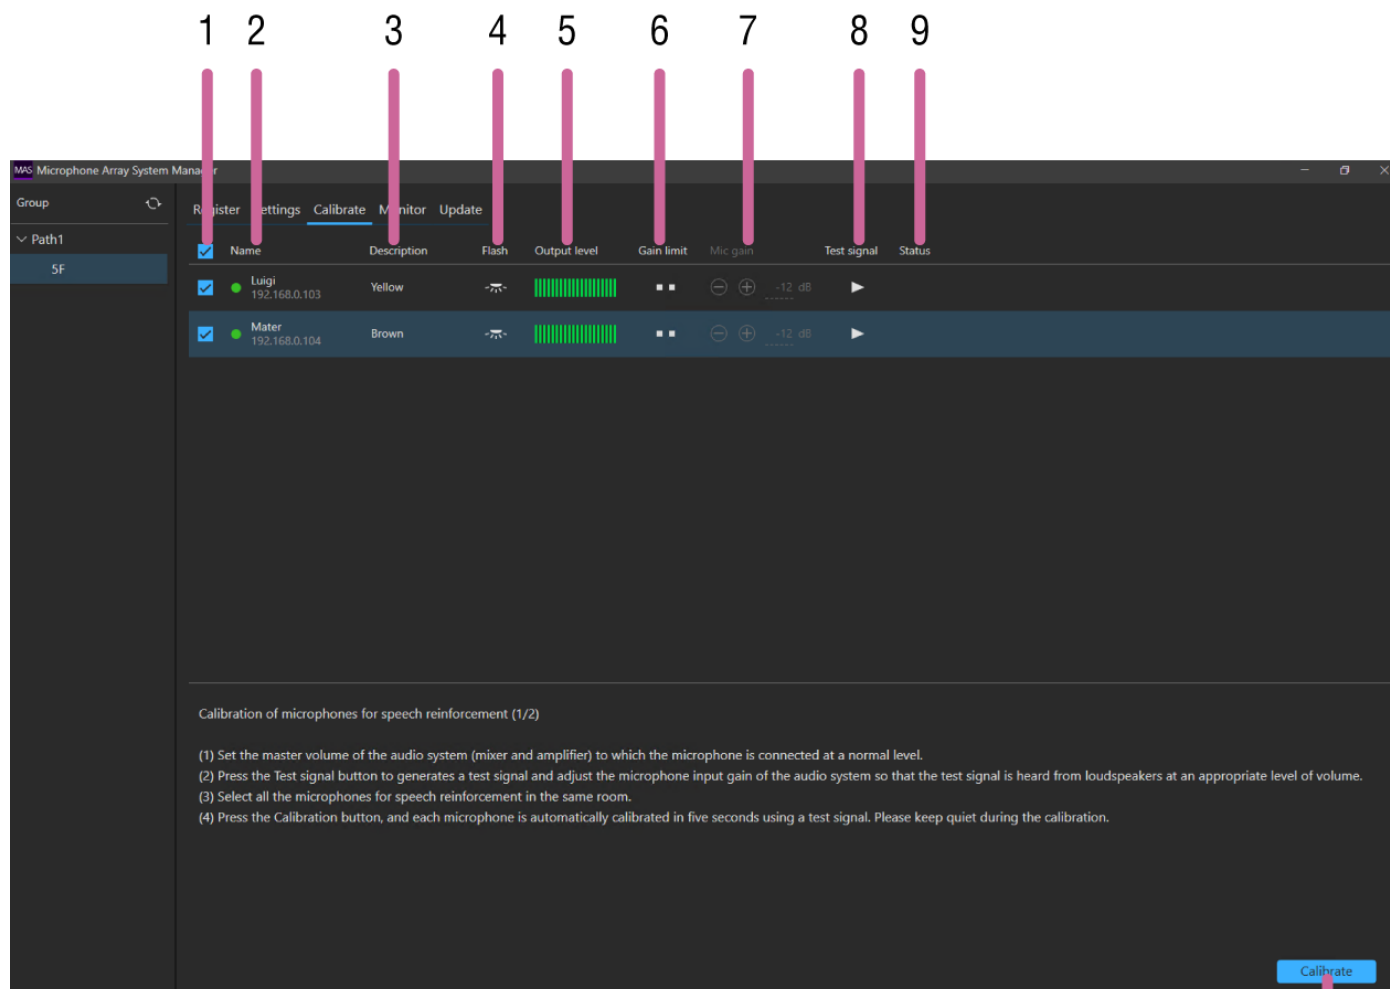 1 2 3 4 5 6 7 8 9
MAS Microphone Array System Manager
Group
Register Settings Calibrate Monitor Update
Path1
Name Description Flash Output level Gain limit Mic gain Test signal Status
5F
Luigi Yellow -12 dB
192.168.0.103
Mater Brown -12 dB
192.168.0.104
Calibration of microphones for speech reinforcement (1/2)
(1) Set the master volume of the audio system (mixer and amplifier) to which the microphone is connected at a normal level.
(2) Press the Test signal button to generates a test signal and adjust the microphone input gain of the audio system so that the test signal is heard from loudspeakers at an appropriate level of volume.
(3) Select all the microphones for speech reinforcement in the same room.
(4) Press the Calibration button, and each microphone is automatically calibrated in five seconds using a test signal. Please keep quiet during the calibration.
Calibrate